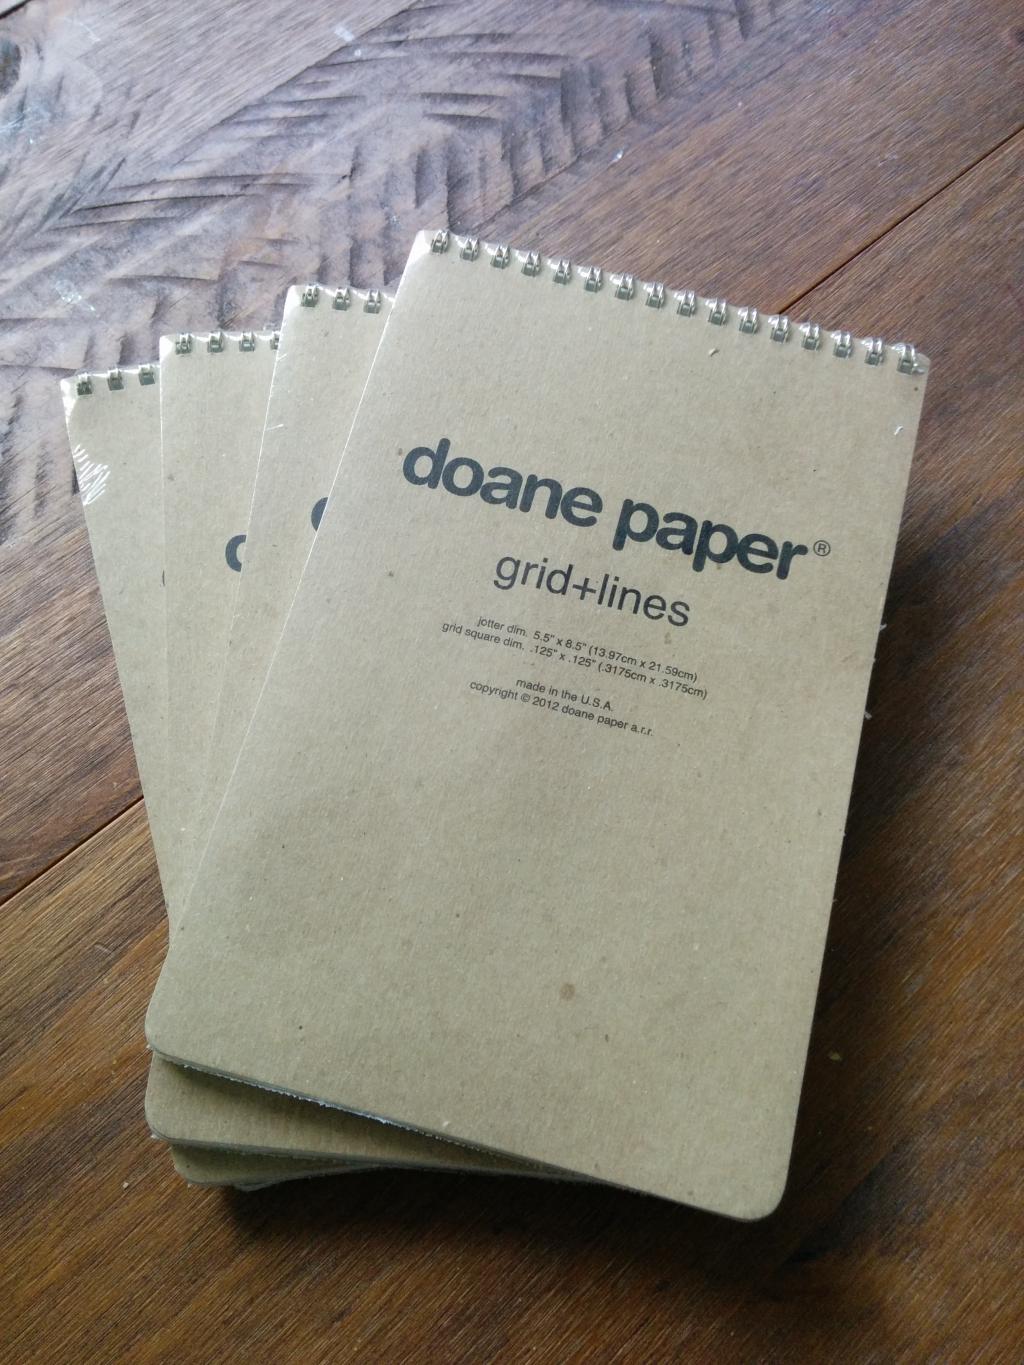 doane paper®
grid+lines
jotter dim. 5.5" x 8.5" (13.97cm x 21.59cm)
grid square dim. .125" x .125" (.3175cm x .3175cm)
made in the U.S.A.
copyright © 2012 doane paper a.r.r.